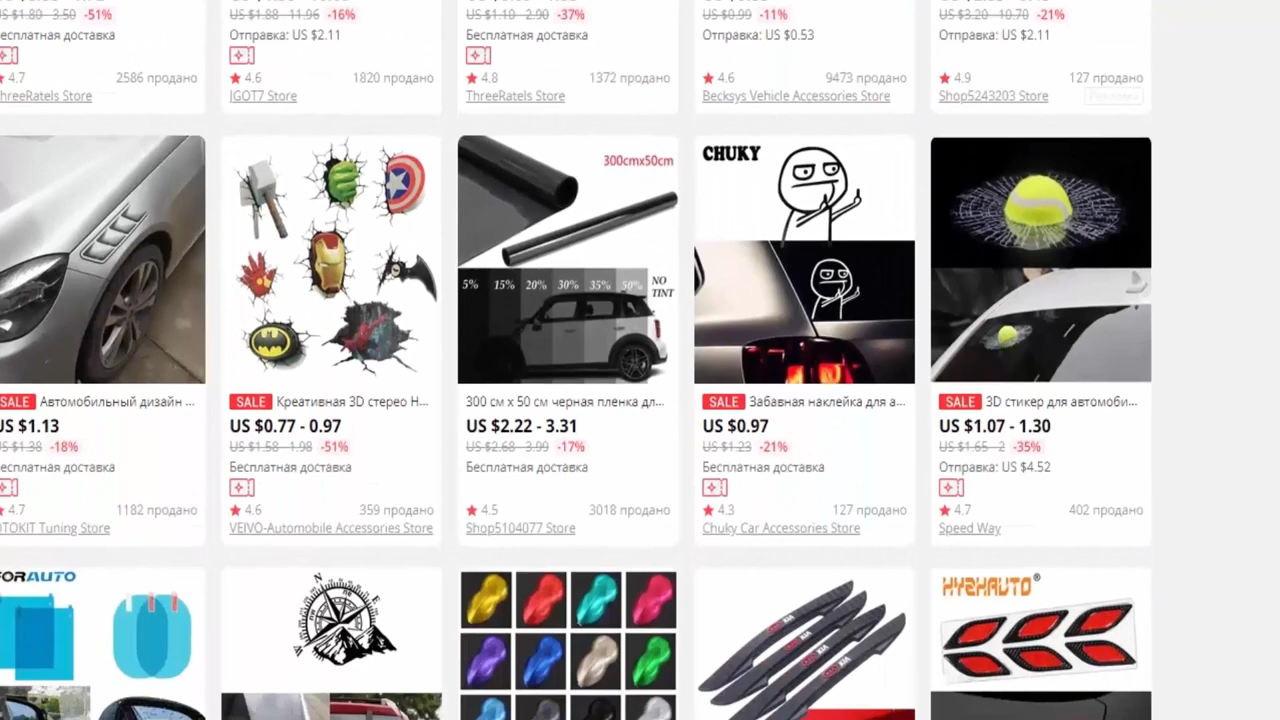 US $1.80 - 3.50 -51%
US $1.88 - 11.96 -16%
US $1.10 - 2.90 -37%
US $0.99 -11%
US $3.20 - 10.70 -21%
Бесплатная доставка
Отправка: US $2.11
Бесплатная доставка
Отправка: US $0.53
Отправка: US $2.11
4.7 2586 продано
4.6 1820 продано
4.8 1372 продано
4.6 9473 продано
4.9 127 продано
ThreeRatels Store
JGOT7 Store
ThreeRatels Store
Becksys Vehicle Accessories Store
Shop5243203 Store
300cmx50cm
5% 15% 20% 30% 35% 50% NO
TINT
CHUKY
SALE Автомобильный дизайн ...
SALE Креативная 3D стерео Н...
300 см х 50 см черная пленка дл...
SALE Забавная наклейка для а...
SALE 3D стикер для автомоби...
US $1.13
US $0.77 - 0.97
US $2.22 - 3.31
US $0.97
US $1.07 - 1.30
US $1.38 -18%
US $1.58 - 1.98 -51%
US $2.68 - 3.99 -17%
US $1.23 -21%
US $1.65 - 2 -35%
Бесплатная доставка
Бесплатная доставка
Бесплатная доставка
Бесплатная доставка
Отправка: US $4.52
4.7 1182 продано
4.6 359 продано
4.5 3018 продано
4.3 127 продано
4.7 402 продано
OTOKIT Tuning Store
VEIVO-Automobile Accessories Store
Shop5104077 Store
Chuky Car Accessories Store
Speed Way
FORAUTO
N
E
W
HYZHAUTO®